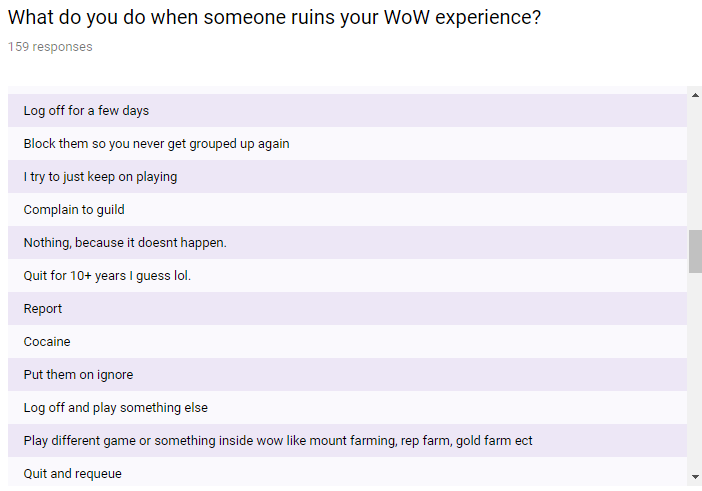 What do you do when someone ruins your WoW experience?
159 responses
Log off for a few days
Block them so you never get grouped up again
I try to just keep on playing
Complain to guild
Nothing, because it doesnt happen.
Quit for 10+ years I guess lol.
Report
Cocaine
Put them on ignore
Log off and play something else
Play different game or something inside wow like mount farming, rep farm, gold farm ect
Quit and requeue